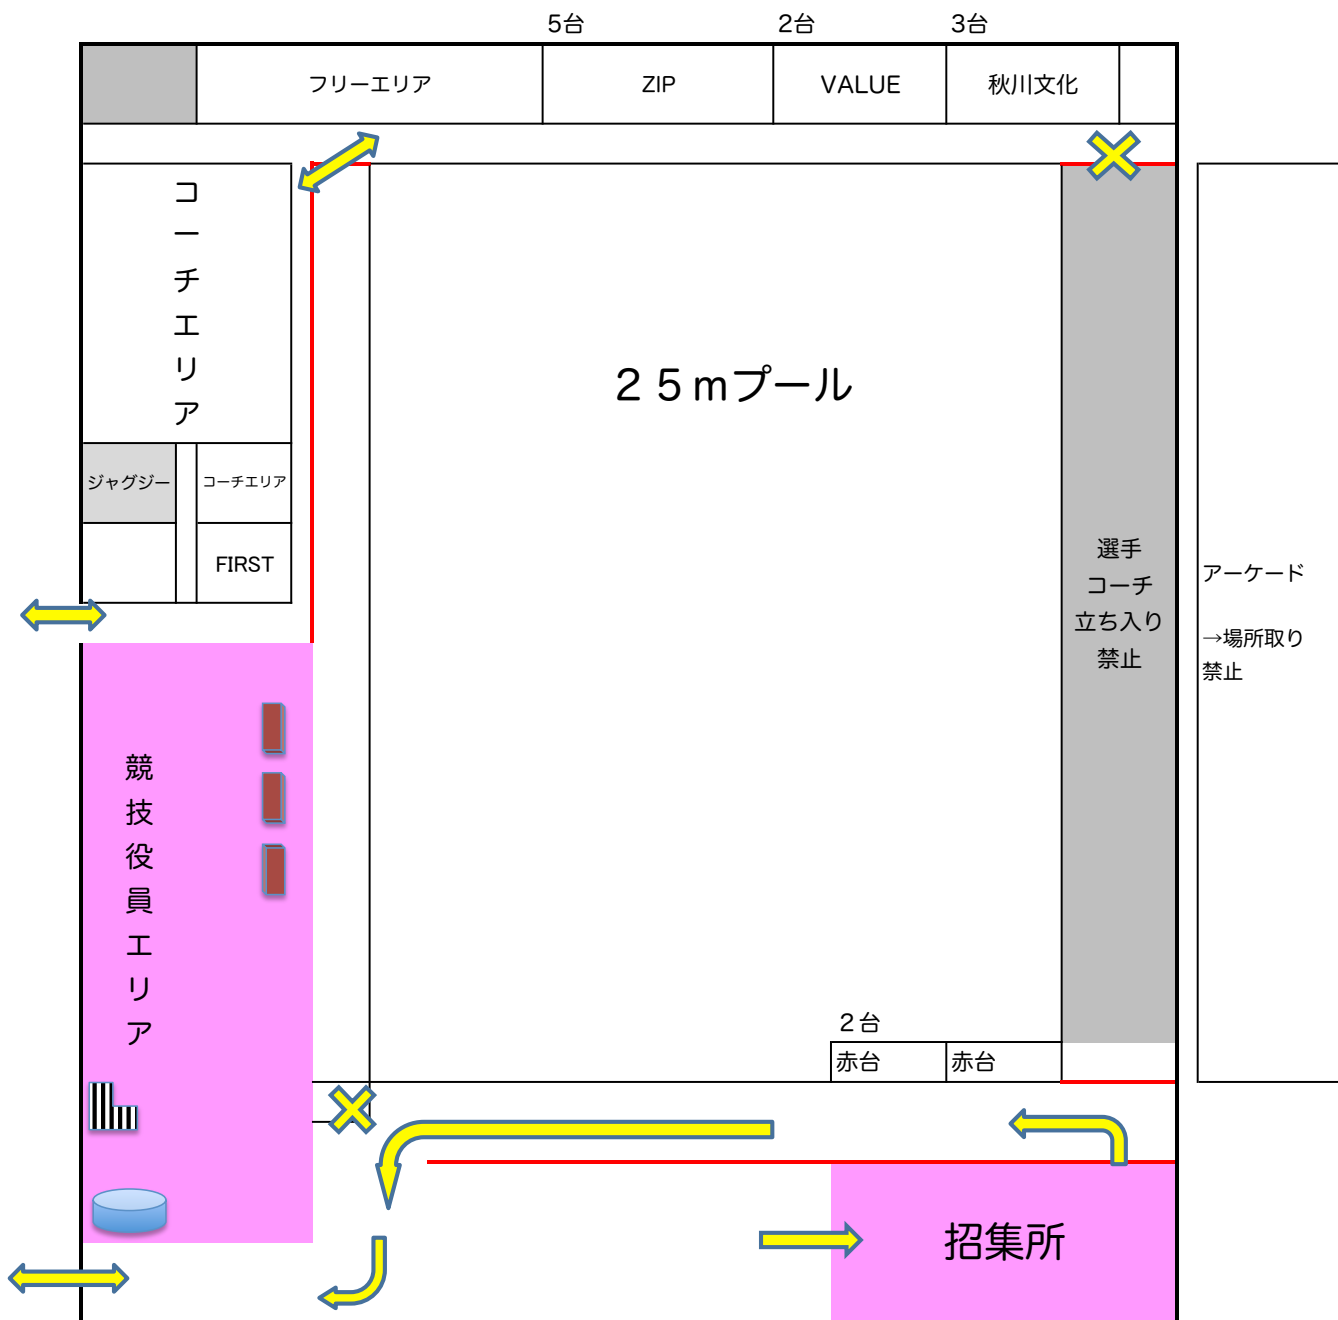 5台
2台
3台
フリーエリア
ZIP
VALUE
秋川文化
コーチエリア
２５ｍプール
ジャグジー
コーチエリア
FIRST
選手
コーチ
立ち入り
禁止
アーケード
→場所取り
禁止
競技役員エリア
２台
赤台
赤台
招集所